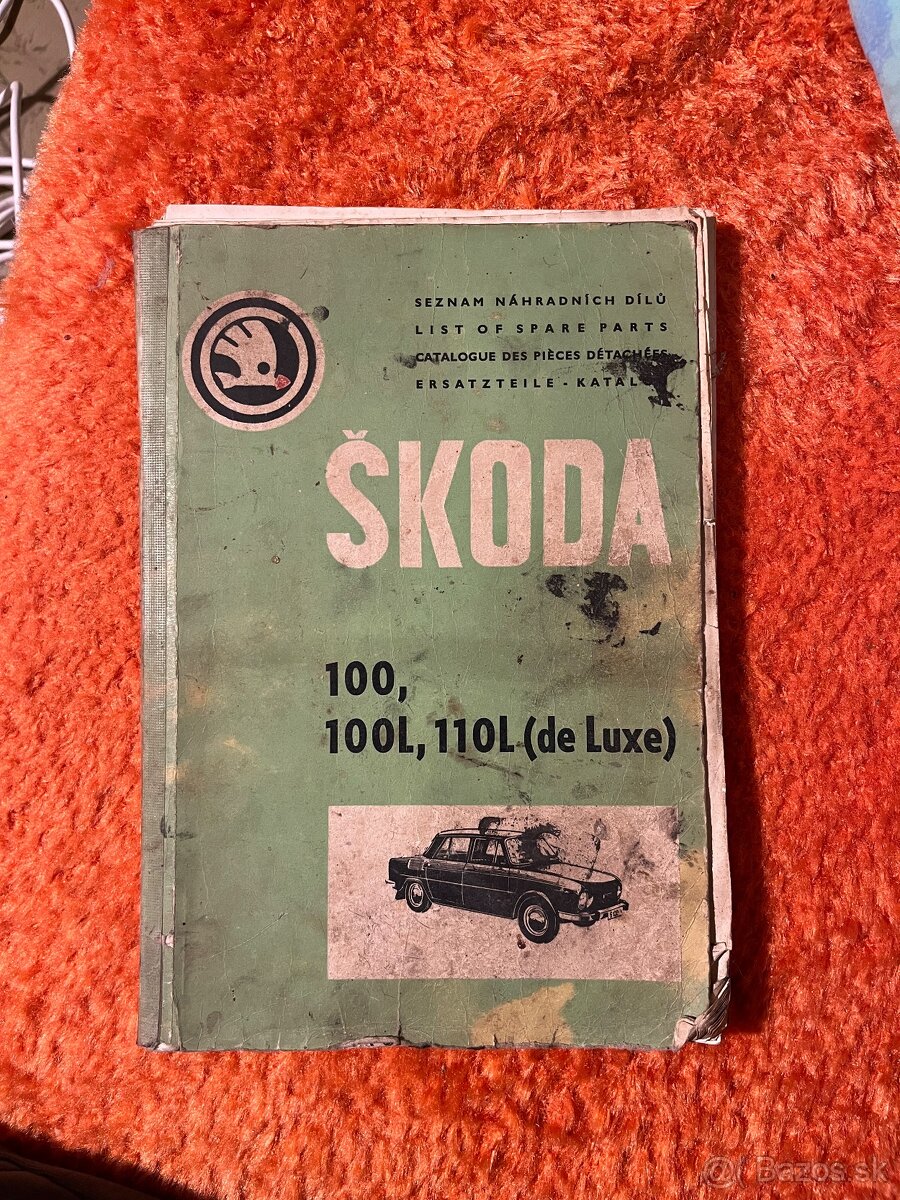 SEZNAM NÁHRADNÍCH DÍLŮ
LIST OF SPARE PARTS
CATALOGUE DES PIÈCES DÉTACHÉES
ERSATZTEILE -
ŠKODA
100,
100L, 110L (de Luxe)
Bazos.sk